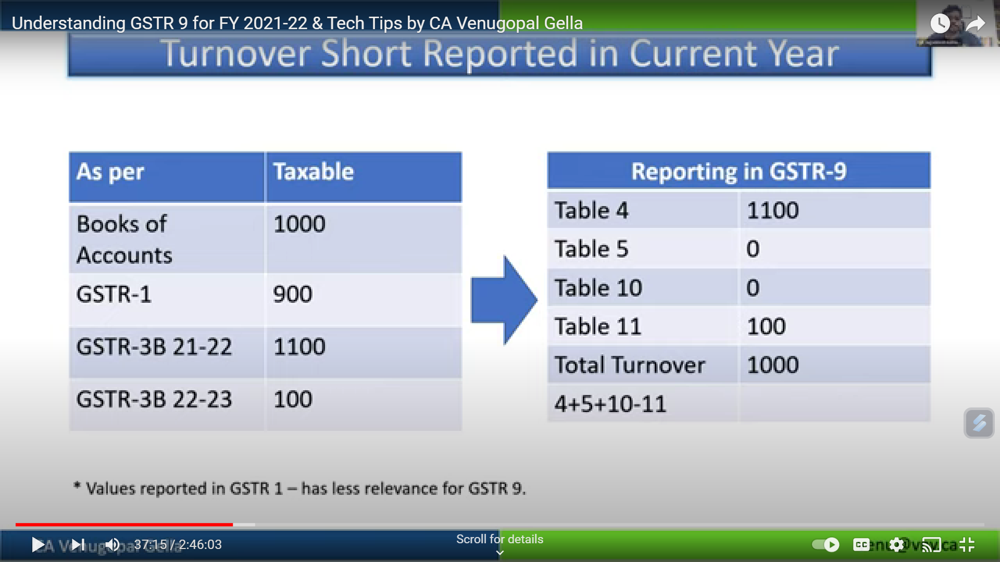 Understanding GSTR 9 for FY 2021-22 & Tech Tips by CA Venugopal Gella
Turnover Short Reported in Current Year
As per Taxable
Books of Accounts 1000
GSTR-1 900
GSTR-3B 21-22 1100
GSTR-3B 22-23 100
Reporting in GSTR-9
Table 4 1100
Table 5 0
Table 10 0
Table 11 100
Total Turnover 1000
4+5+10-11
* Values reported in GSTR 1 – has less relevance for GSTR 9.
CA Venugopal Gella
37:15 / 2:46:03
Scroll for details
CC